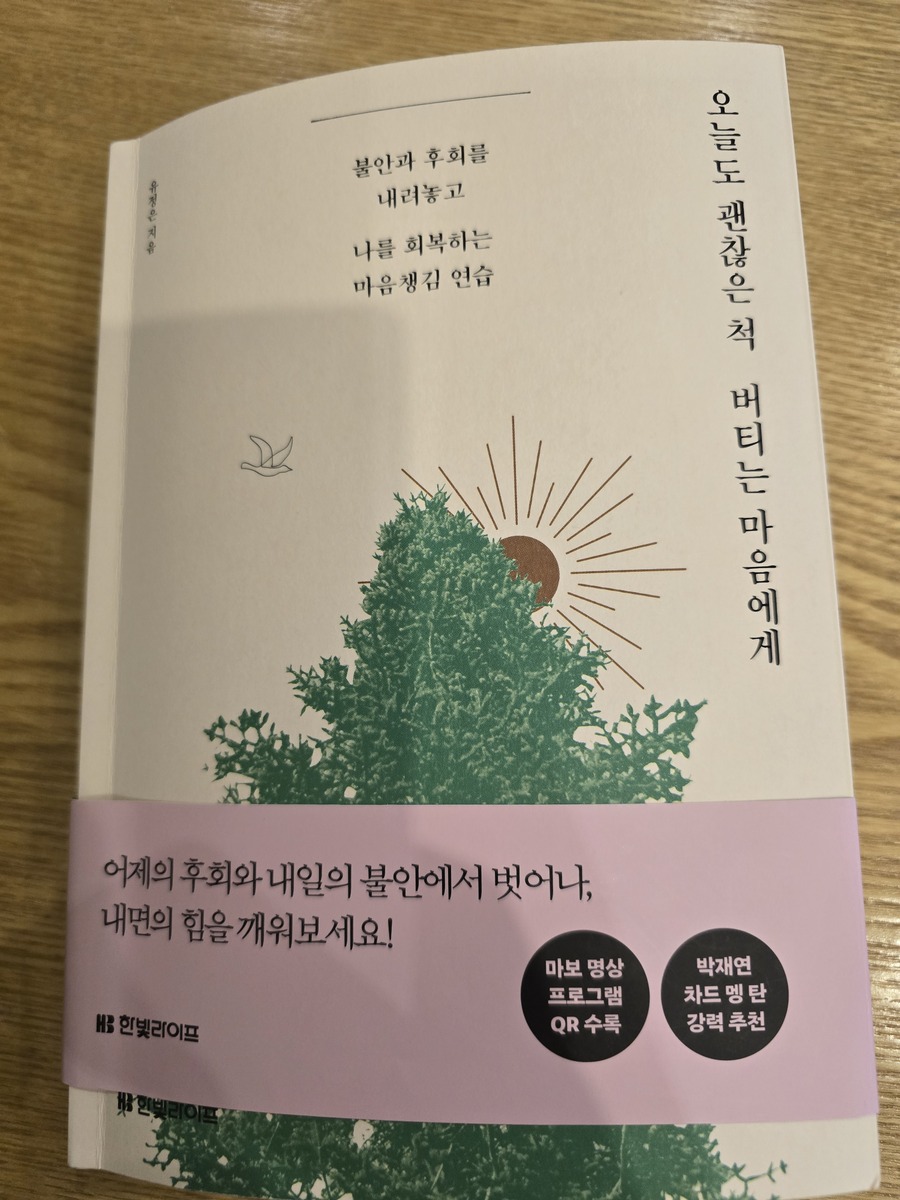 오늘도 괜찮은 척 버티는 마음에게
불안과 후회를
내려놓고
나를 회복하는
마음챙김 연습
유정은 지음
어제의 후회와 내일의 불안에서 벗어나,
내면의 힘을 깨워보세요!
마보 명상
프로그램
QR 수록
박재연
차드 멩 탄
강력 추천
HB 한빛라이프
HB 한빛라이프